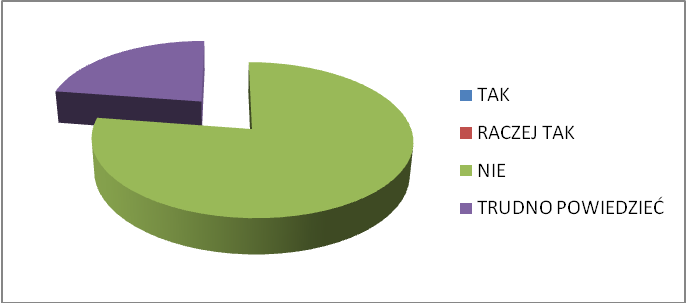 TAK
RACZEJ TAK
NIE
TRUDNO POWIEDZIEĆ